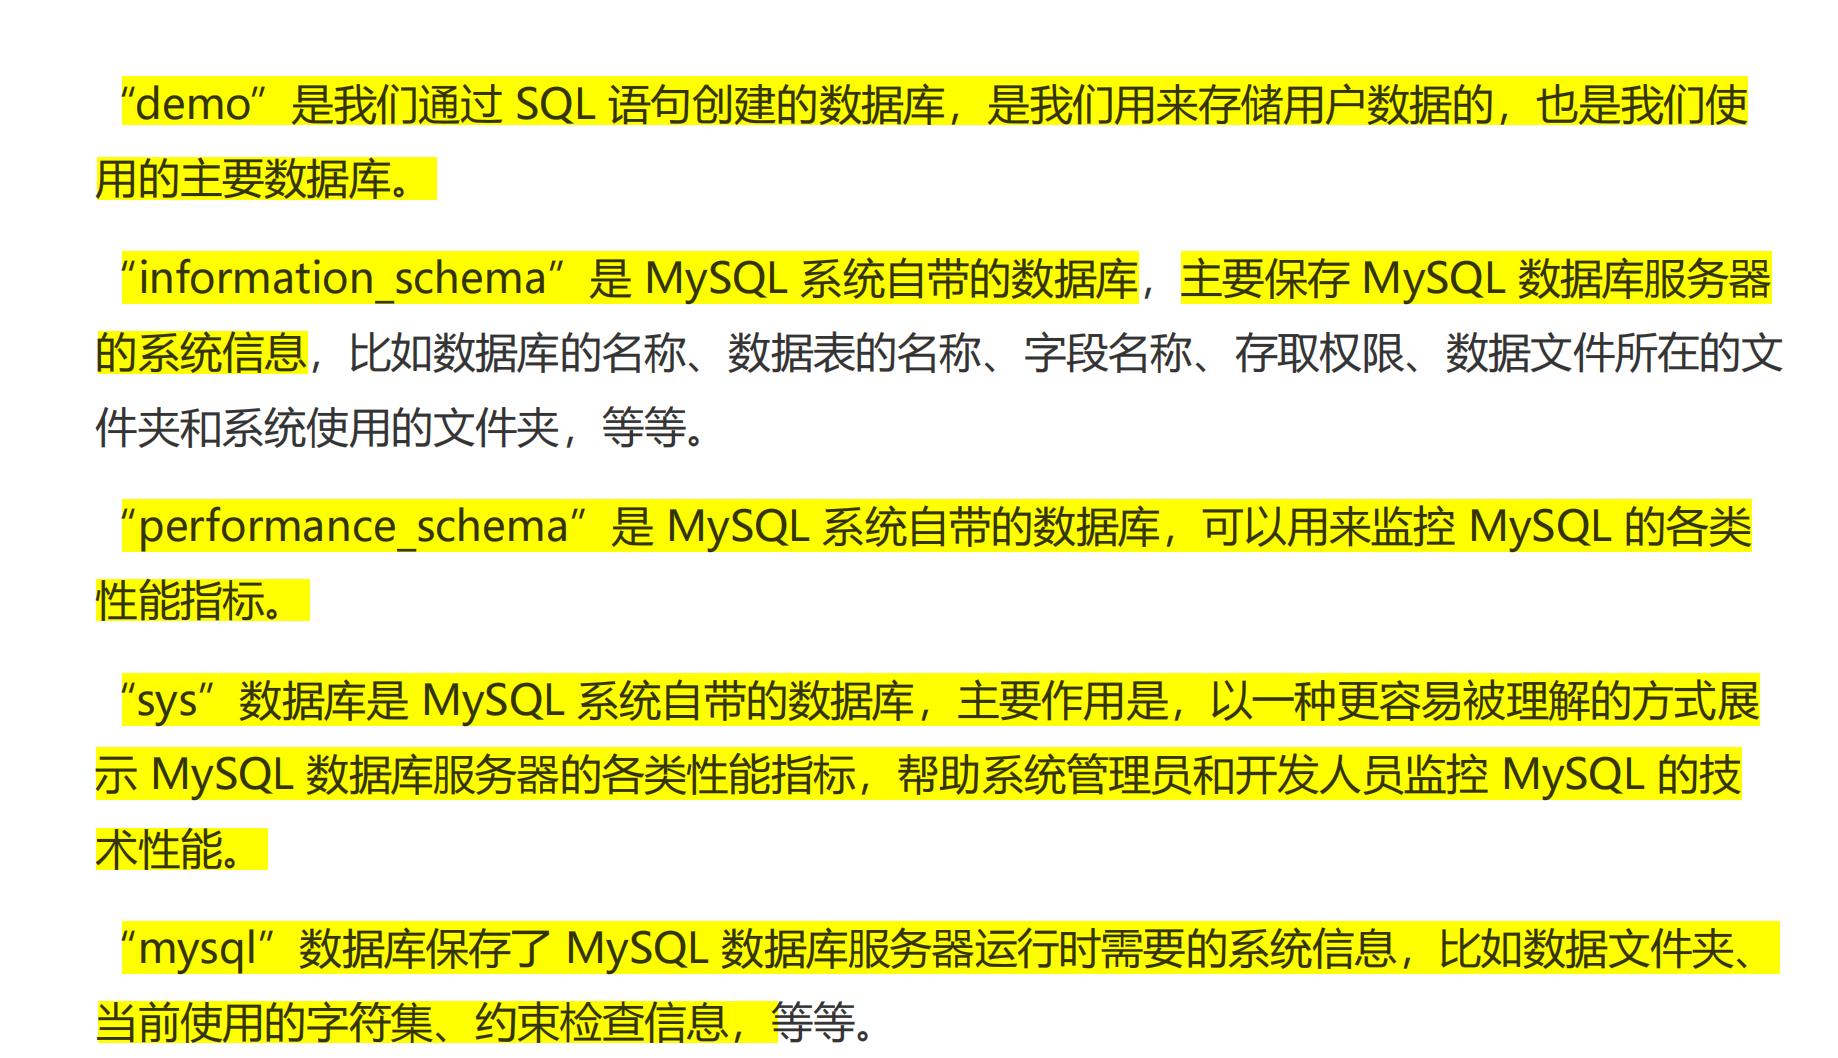 “demo”是我们通过 SQL 语句创建的数据库，是我们用来存储用户数据的，也是我们使
用的主要数据库。
“information_schema”是 MySQL 系统自带的数据库，主要保存 MySQL 数据库服务器
的系统信息，比如数据库的名称、数据表的名称、字段名称、存取权限、数据文件所在的文
件夹和系统使用的文件夹，等等。
“performance_schema”是 MySQL 系统自带的数据库，可以用来监控 MySQL 的各类
性能指标。
“sys”数据库是 MySQL 系统自带的数据库，主要作用是，以一种更容易被理解的方式展
示 MySQL 数据库服务器的各类性能指标，帮助系统管理员和开发人员监控 MySQL 的技
术性能。
“mysql”数据库保存了 MySQL 数据库服务器运行时需要的系统信息，比如数据文件夹、
当前使用的字符集、约束检查信息，等等。